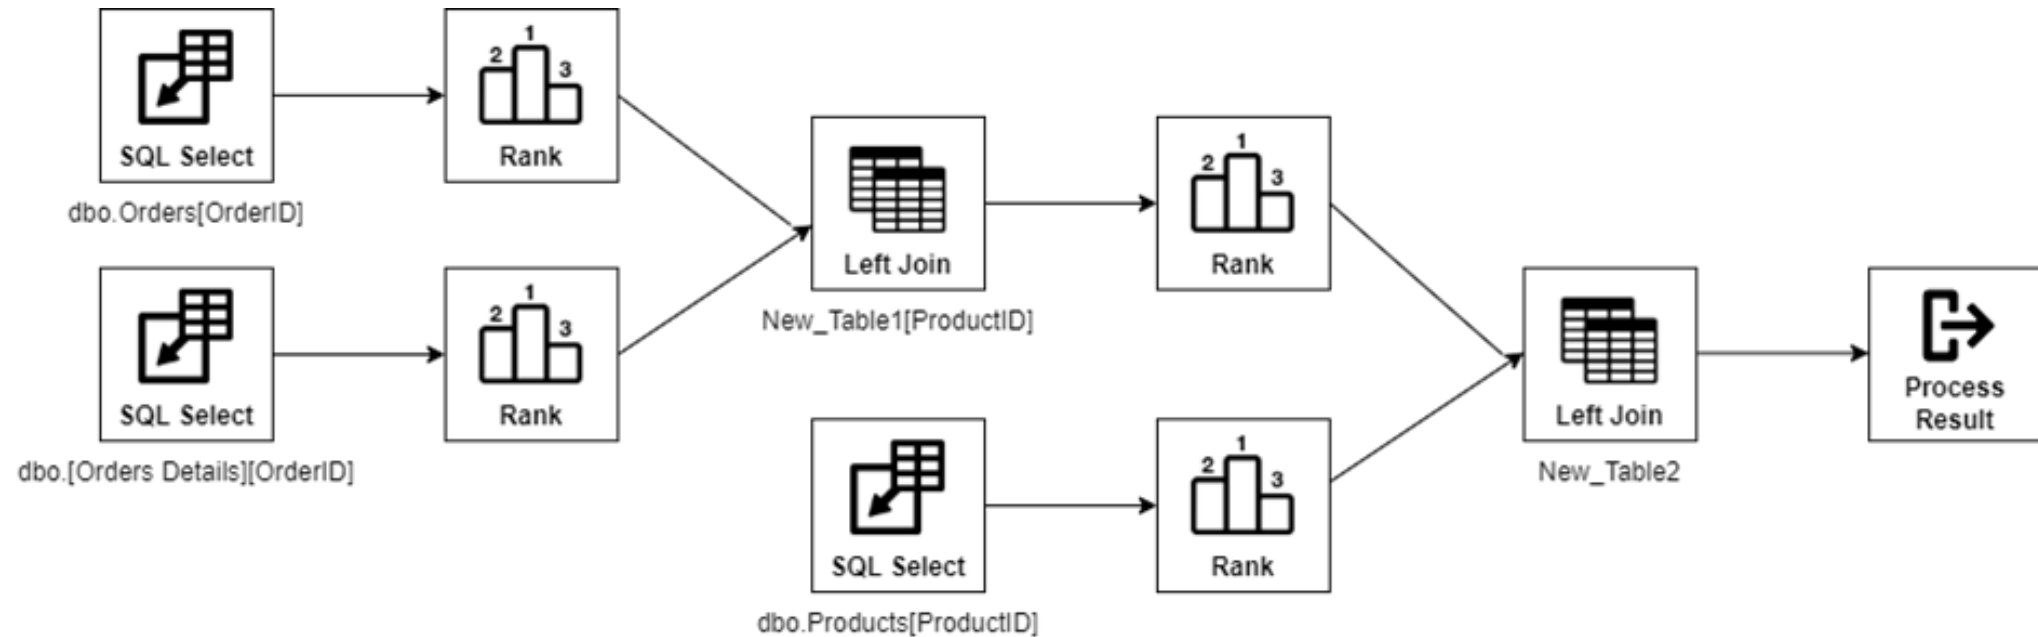 SQL Select
dbo.Orders[OrderID]
2 1 3
Rank
SQL Select
dbo.[Orders Details][OrderID]
2 1 3
Rank
Left Join
New_Table1[ProductID]
2 1 3
Rank
SQL Select
dbo.Products[ProductID]
2 1 3
Rank
Left Join
New_Table2
Process
Result